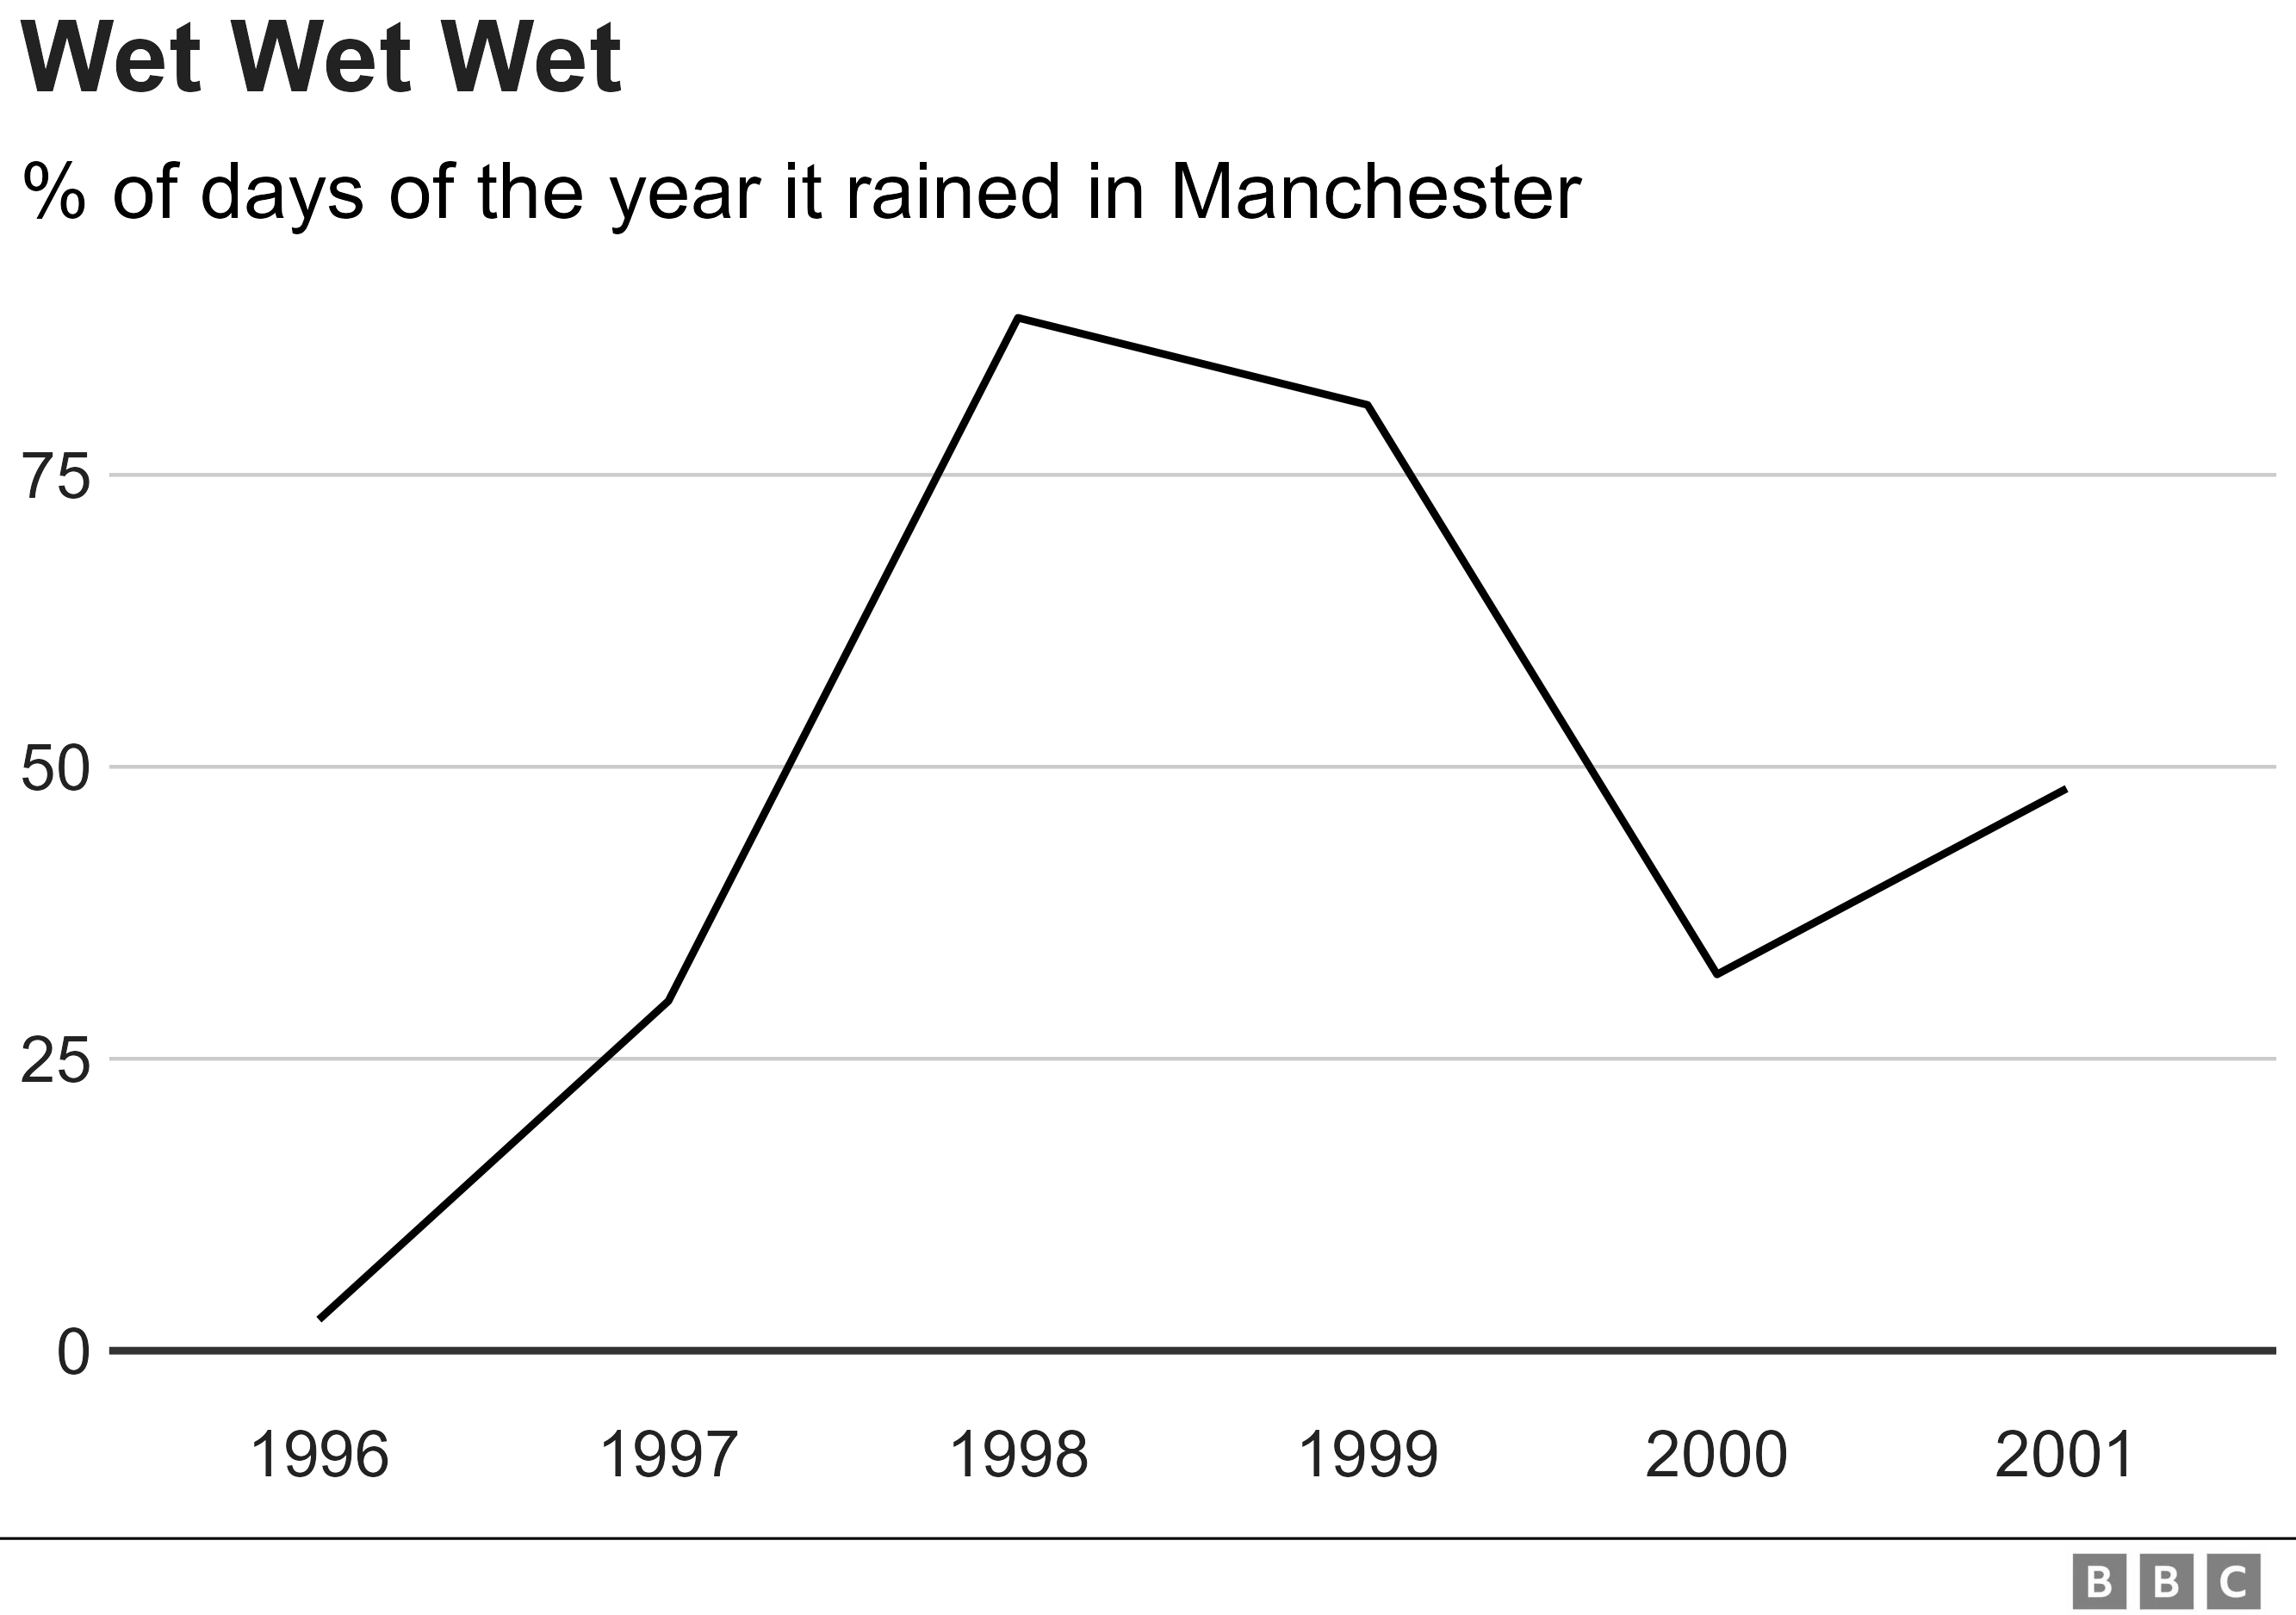 Wet Wet Wet
% of days of the year it rained in Manchester
75
50
25
0
1996 1997 1998 1999 2000 2001
BBC